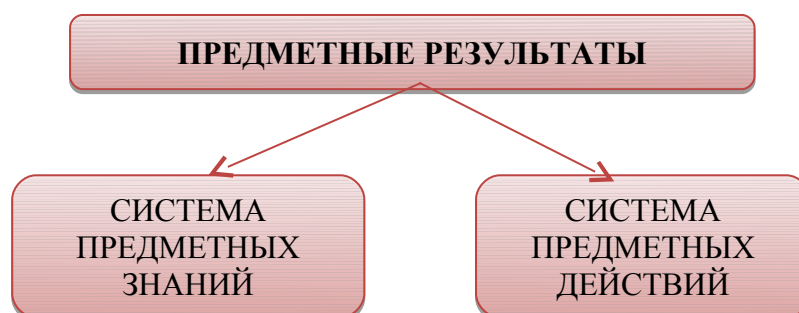 ПРЕДМЕТНЫЕ РЕЗУЛЬТАТЫ
СИСТЕМА
ПРЕДМЕТНЫХ
ЗНАНИЙ
СИСТЕМА
ПРЕДМЕТНЫХ
ДЕЙСТВИЙ